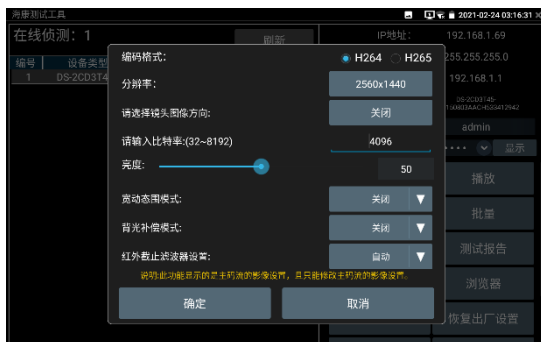 海康测试工具
2021-02-24 03:16:31
在线侦测：1
刷新
IP地址：
192.168.1.69
编号
设备类型
255.255.255.0
1
DS-2CD3T4
192.168.1.1
admin
显示
播放
批量
测试报告
浏览器
恢复出厂设置
编码格式：
H264
H265
分辨率：
2560x1440
请选择镜头图像方向：
关闭
请输入比特率：(32~8192)
4096
亮度：
50
宽动态围模式：
关闭
背光补偿模式：
关闭
红外截止滤波器设置：
自动
说明：此功能显示的是主码流的影像设置，且只能修改主码流的影像设置。
确定
取消